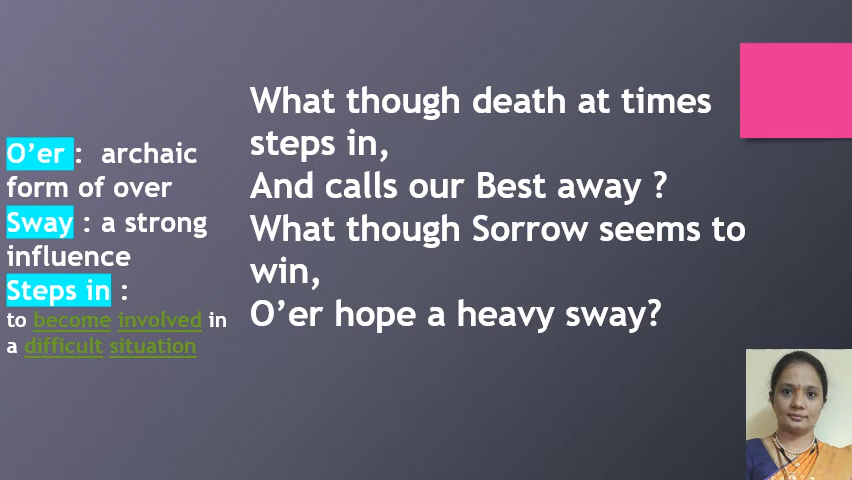 O’er : archaic
form of over
Sway : a strong
influence
Steps in :
to become involved in
a difficult situation
What though death at times
steps in,
And calls our Best away ?
What though Sorrow seems to
win,
O’er hope a heavy sway?